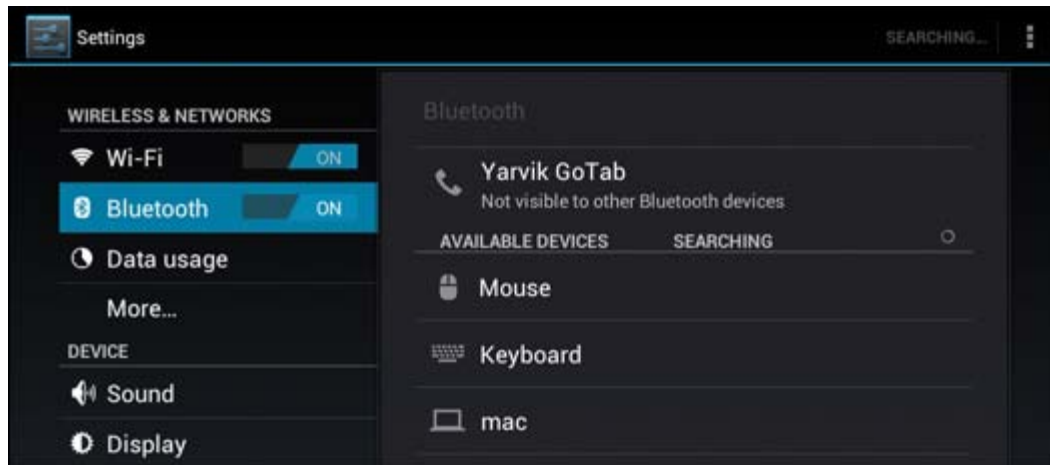 Settings
SEARCHING...
WIRELESS & NETWORKS
Wi-Fi ON
Bluetooth ON
Data usage
More...
DEVICE
Sound
Display
Bluetooth
Yarvik GoTab
Not visible to other Bluetooth devices
AVAILABLE DEVICES SEARCHING
Mouse
Keyboard
mac